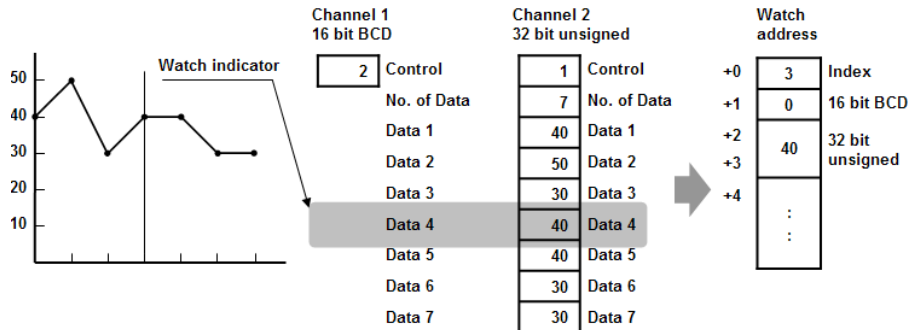 Channel 1
16 bit BCD
Channel 2
32 bit unsigned
Watch
address
Watch indicator
50
40
30
20
10
2 Control
No. of Data
Data 1
Data 2
Data 3
Data 4
Data 5
Data 6
Data 7
1 Control
7 No. of Data
40 Data 1
50 Data 2
30 Data 3
40 Data 4
40 Data 5
30 Data 6
30 Data 7
+0 3 Index
+1 0 16 bit BCD
+2
+3
40
32 bit
unsigned
+4
:
: